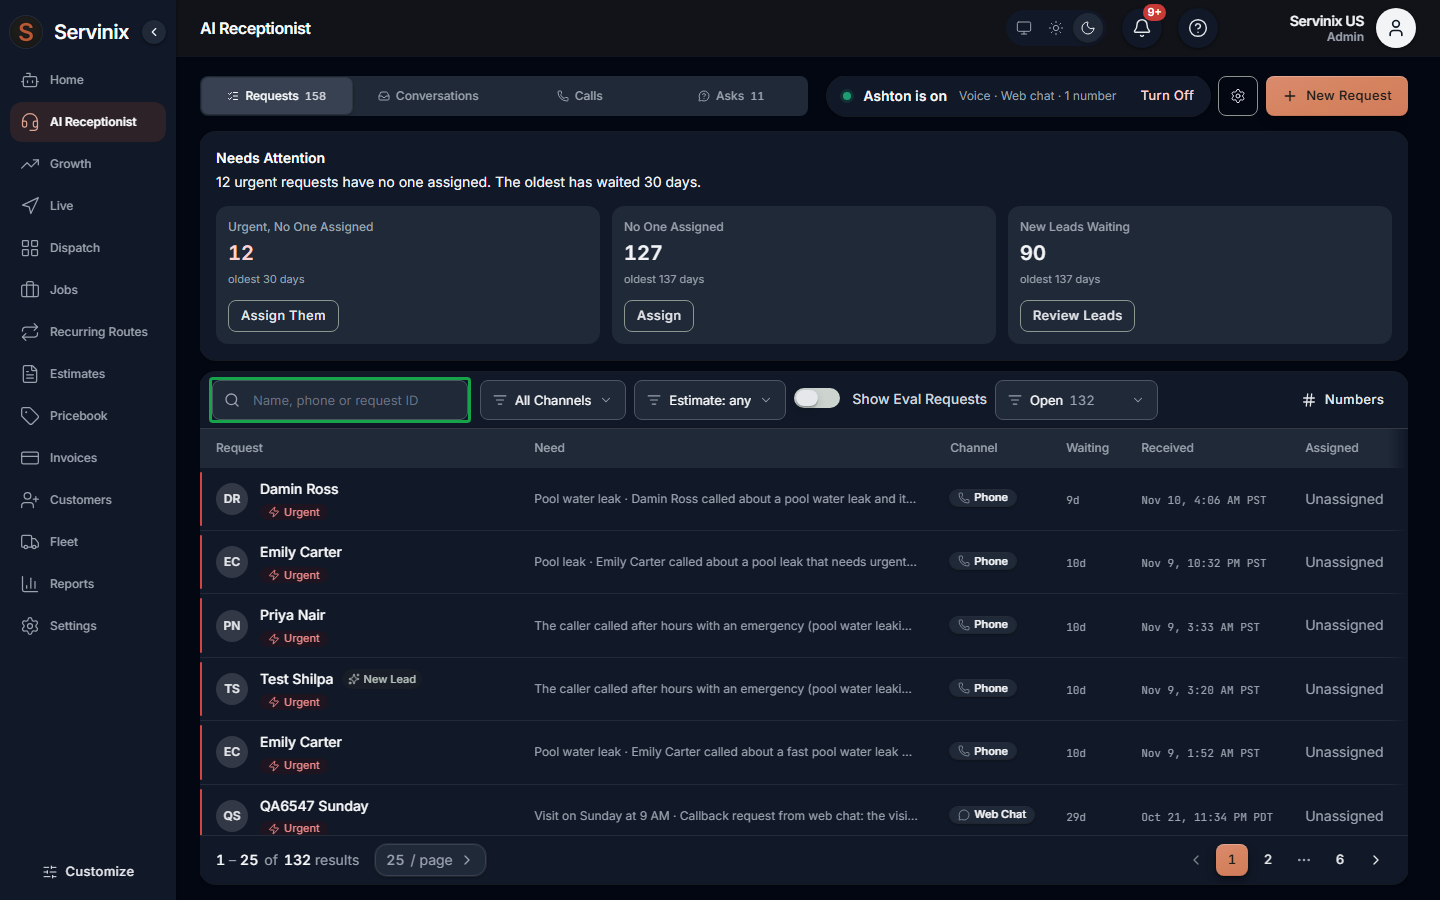 S Servinix
AI Receptionist
9+
Servinix US
Admin
Home
AI Receptionist
Growth
Live
Dispatch
Jobs
Recurring Routes
Estimates
Pricebook
Invoices
Customers
Fleet
Reports
Settings
Customize
Requests 158
Conversations
Calls
Asks 11
Ashton is on Voice · Web chat · 1 number Turn Off
+ New Request
Needs Attention
12 urgent requests have no one assigned. The oldest has waited 30 days.
Urgent, No One Assigned
12
oldest 30 days
Assign Them
No One Assigned
127
oldest 137 days
Assign
New Leads Waiting
90
oldest 137 days
Review Leads
Name, phone or request ID
All Channels
Estimate: any
Show Eval Requests
Open 132
# Numbers
Request Need Channel Waiting Received Assigned
DR Damin Ross
Urgent
Pool water leak · Damin Ross called about a pool water leak and it... Phone 9d Nov 10, 4:06 AM PST Unassigned
EC Emily Carter
Urgent
Pool leak · Emily Carter called about a pool leak that needs urgent... Phone 10d Nov 9, 10:32 PM PST Unassigned
PN Priya Nair
Urgent
The caller called after hours with an emergency (pool water leaki... Phone 10d Nov 9, 3:33 AM PST Unassigned
TS Test Shilpa New Lead
Urgent
The caller called after hours with an emergency (pool water leaki... Phone 10d Nov 9, 3:20 AM PST Unassigned
EC Emily Carter
Urgent
Pool water leak · Emily Carter called about a fast pool water leak ... Phone 10d Nov 9, 1:52 AM PST Unassigned
QS QA6547 Sunday
Urgent
Visit on Sunday at 9 AM · Callback request from web chat: the visi... Web Chat 29d Oct 21, 11:34 PM PDT Unassigned
1 – 25 of 132 results
25 / page
1 2 ··· 6